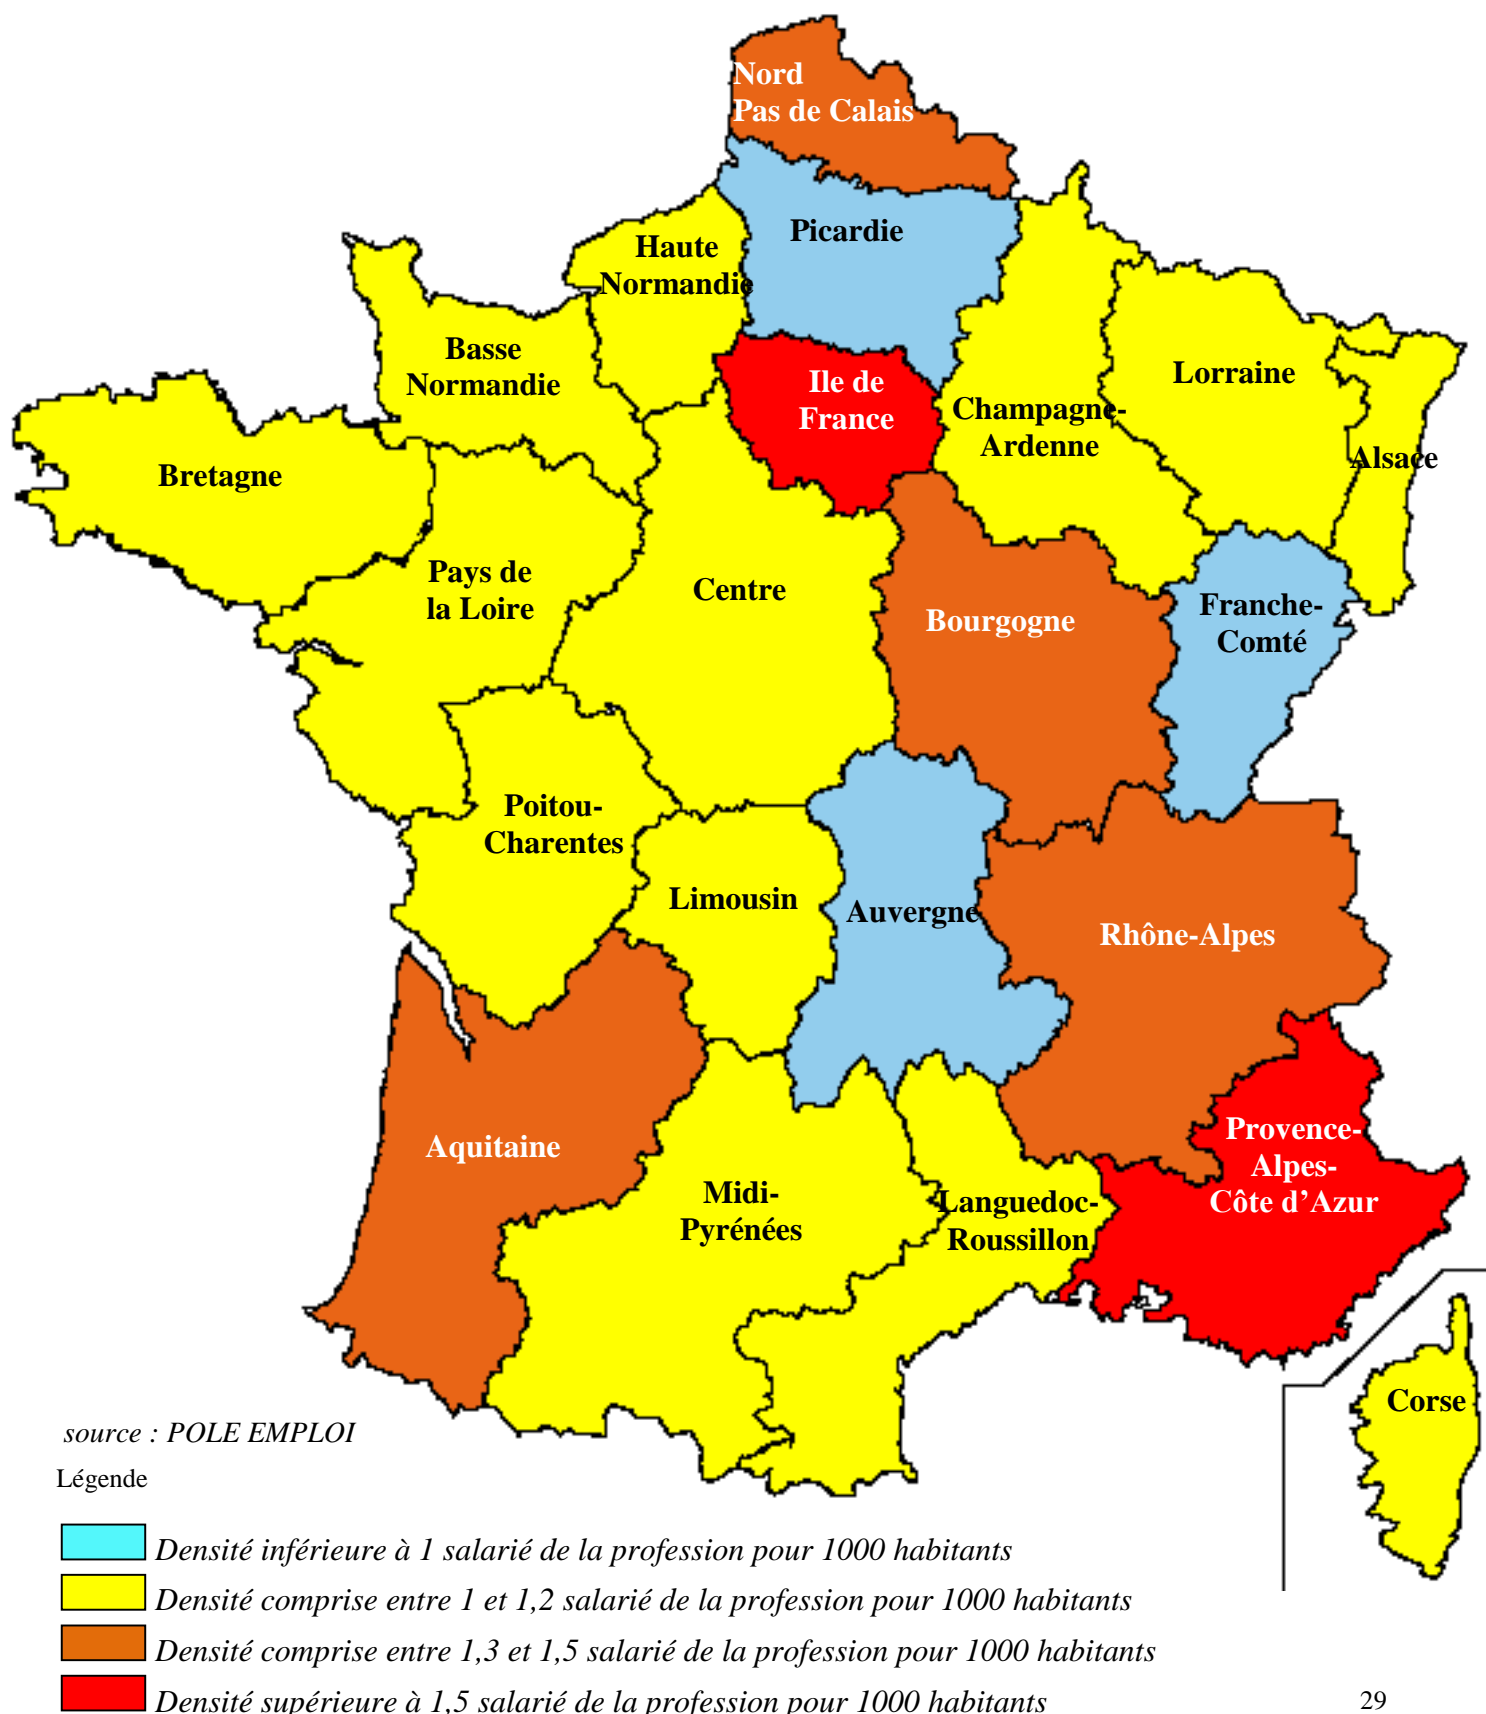 Nord
Pas de Calais
Picardie
Haute
Normandie
Basse
Normandie
Ile de
France
Champagne-
Ardenne
Lorraine
Alsace
Bretagne
Pays de
la Loire
Centre
Bourgogne
Franche-
Comté
Poitou-
Charentes
Limousin
Auvergne
Rhône-Alpes
Aquitaine
Midi-
Pyrénées
Languedoc-
Roussillon
Provence-
Alpes-
Côte d’Azur
Corse
source : POLE EMPLOI
Légende
Densité inférieure à 1 salarié de la profession pour 1000 habitants
Densité comprise entre 1 et 1,2 salarié de la profession pour 1000 habitants
Densité comprise entre 1,3 et 1,5 salarié de la profession pour 1000 habitants
Densité supérieure à 1,5 salarié de la profession pour 1000 habitants
29